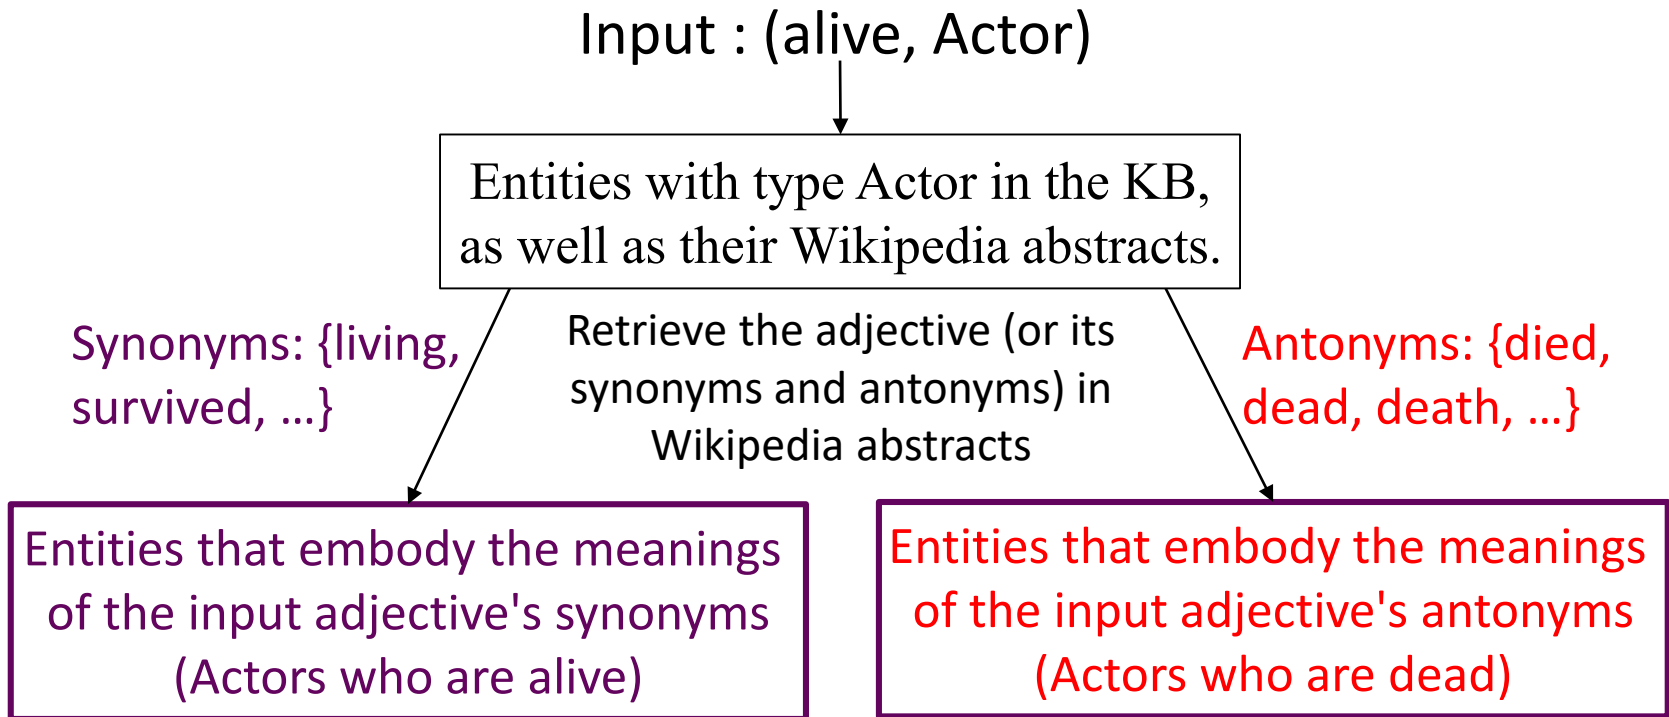 Input : (alive, Actor)
Entities with type Actor in the KB,
as well as their Wikipedia abstracts.
Synonyms: {living,
survived, ...}
Retrieve the adjective (or its
synonyms and antonyms) in
Wikipedia abstracts
Antonyms: {died,
dead, death, ...}
Entities that embody the meanings
of the input adjective's synonyms
(Actors who are alive)
Entities that embody the meanings
of the input adjective's antonyms
(Actors who are dead)